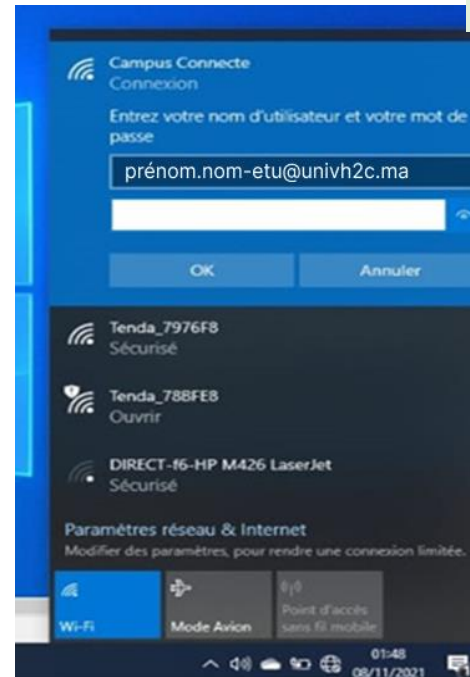 Campus Connecte
Connexion
Entrez votre nom d'utilisateur et votre mot de
passe
prénom.nom-etu@univh2c.ma
OK Annuler
Tenda_7976F8
Sécurisé
Tenda_788FE8
Ouvrir
DIRECT-f6-HP M426 LaserJet
Sécurisé
Paramètres réseau & Internet
Modifier des paramètres, pour rendre une connexion limitée.
Wi-Fi Mode Avion Point d'accès
sans fil mobile
01:48
08/11/2021